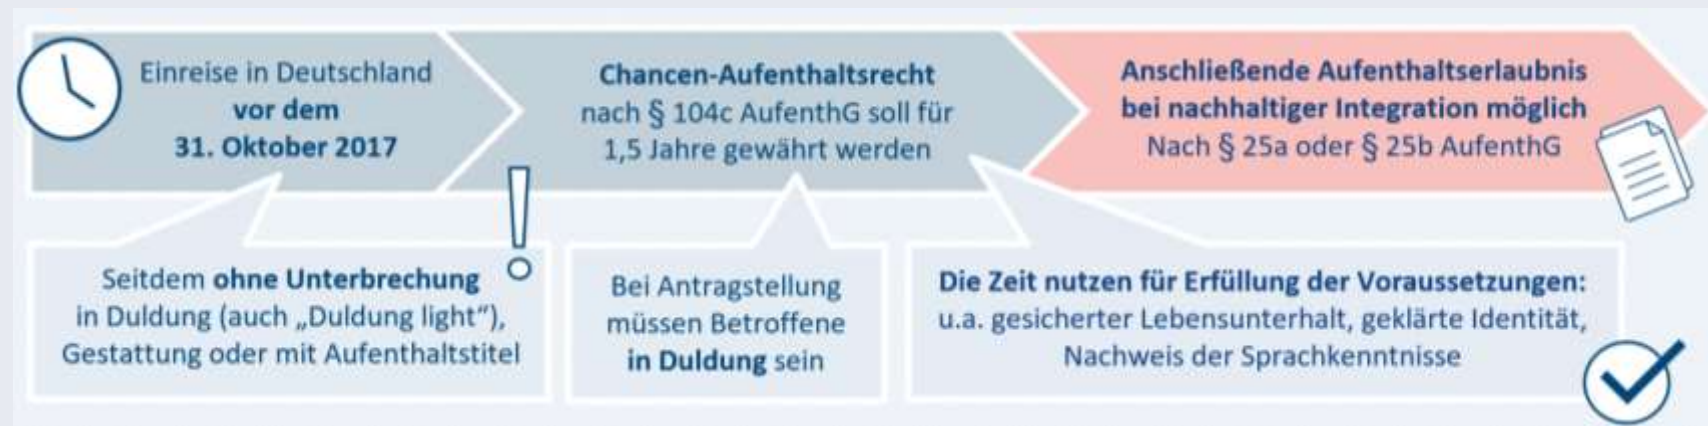 Einreise in Deutschland
vor dem
31. Oktober 2017
Chancen-Aufenthaltsrecht
nach § 104c AufenthG soll für
1,5 Jahre gewährt werden
Anschließende Aufenthaltserlaubnis
bei nachhaltiger Integration möglich
Nach § 25a oder § 25b AufenthG
Seitdem ohne Unterbrechung
in Duldung (auch „Duldung light“),
Gestattung oder mit Aufenthaltstitel
Bei Antragstellung
müssen Betroffene
in Duldung sein
Die Zeit nutzen für Erfüllung der Voraussetzungen:
u.a. gesicherter Lebensunterhalt, geklärte Identität,
Nachweis der Sprachkenntnisse